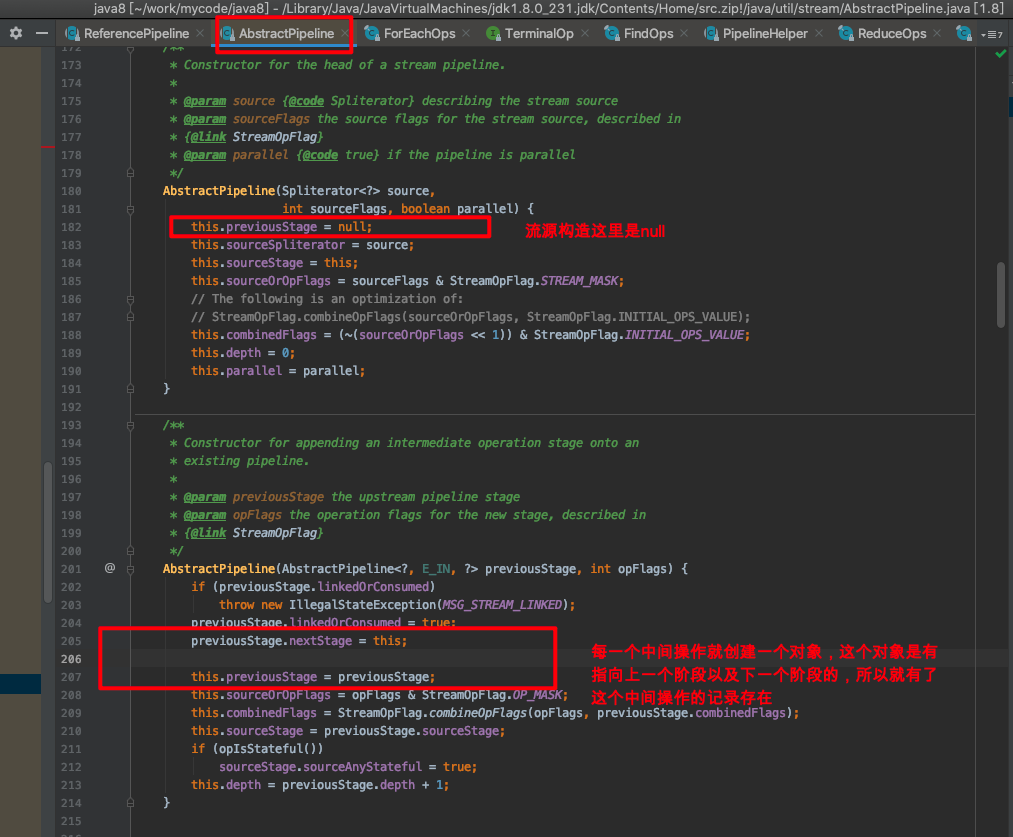 java8 [~/work/mycode/java8] - /Library/Java/JavaVirtualMachines/jdk1.8.0_231.jdk/Contents/Home/src.zip!/java/util/stream/AbstractPipeline.java [1.8]
ReferencePipeline AbstractPipeline ForEachOps TerminalOp FindOps PipelineHelper ReduceOps
172 /**
173 * Constructor for the head of a stream pipeline.
174 *
175 * @param source {@code Spliterator} describing the stream source
176 * @param sourceFlags the source flags for the stream source, described in
177 * {@link StreamOpFlag}
178 * @param parallel {@code true} if the pipeline is parallel
179 */
180 AbstractPipeline(Spliterator<?> source,
181 int sourceFlags, boolean parallel) {
182 this.previousStage = null; 流源构造这里是null
183 this.sourceSpliterator = source;
184 this.sourceStage = this;
185 this.sourceOrOpFlags = sourceFlags & StreamOpFlag.STREAM_MASK;
186 // The following is an optimization of:
187 // StreamOpFlag.combineOpFlags(sourceOrOpFlags, StreamOpFlag.INITIAL_OPS_VALUE);
188 this.combinedFlags = (~(sourceOrOpFlags << 1)) & StreamOpFlag.INITIAL_OPS_VALUE;
189 this.depth = 0;
190 this.parallel = parallel;
191 }
192
193 /**
194 * Constructor for appending an intermediate operation stage onto an
195 * existing pipeline.
196 *
197 * @param previousStage the upstream pipeline stage
198 * @param opFlags the operation flags for the new stage, described in
199 * {@link StreamOpFlag}
200 */
201 @ AbstractPipeline(AbstractPipeline<?, E_IN, ?> previousStage, int opFlags) {
202 if (previousStage.linkedOrConsumed)
203 throw new IllegalStateException(MSG_STREAM_LINKED);
204 previousStage.linkedOrConsumed = true;
205 previousStage.nextStage = this;
206
207 this.previousStage = previousStage;
每一个中间操作就创建一个对象，这个对象是有
指向上一个阶段以及下一个阶段的，所以就有了
这个中间操作的记录存在
208 this.sourceOrOpFlags = opFlags & StreamOpFlag.OP_MASK;
209 this.combinedFlags = StreamOpFlag.combineOpFlags(opFlags, previousStage.combinedFlags);
210 this.sourceStage = previousStage.sourceStage;
211 if (opIsStateful())
212 sourceStage.sourceAnyStateful = true;
213 this.depth = previousStage.depth + 1;
214 }
215